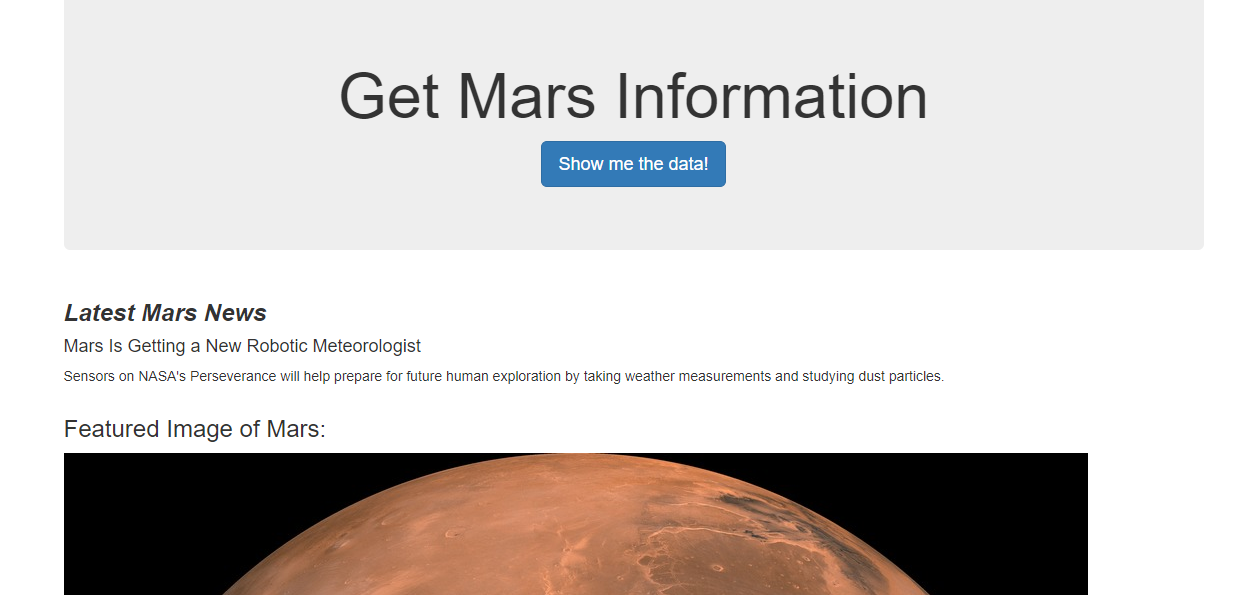 Get Mars Information
Show me the data!
Latest Mars News
Mars Is Getting a New Robotic Meteorologist
Sensors on NASA's Perseverance will help prepare for future human exploration by taking weather measurements and studying dust particles.
Featured Image of Mars: